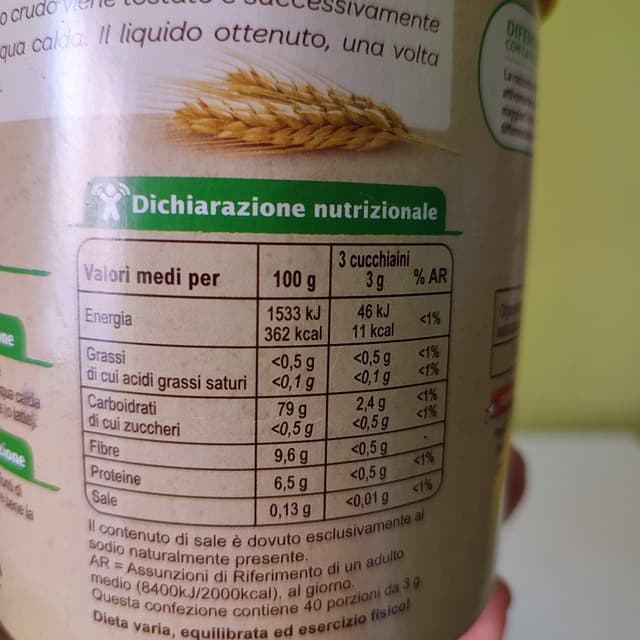 o crudo viene tostato e successivamente
qua calda. Il liquido ottenuto, una volta
Dichiarazione nutrizionale
Valori medi per 100 g 3 cucchiaini 3 g % AR
Energia 1533 kJ 46 kJ <1%
362 kcal 11 kcal
Grassi <0,5 g <0,5 g <1%
di cui acidi grassi saturi <0,1 g <0,1 g <1%
Carboidrati 79 g 2,4 g <1%
di cui zuccheri <0,5 g <0,5 g <1%
Fibre 9,6 g <0,5 g -
Proteine 6,5 g <0,5 g <1%
Sale 0,13 g <0,01 g <1%
Il contenuto di sale è dovuto esclusivamente al
sodio naturalmente presente.
AR = Assunzioni di Riferimento di un adulto
medio (8400kJ/2000kcal), al giorno.
Questa confezione contiene 40 porzioni da 3 g.
Dieta varia, equilibrata ed esercizio fisico!